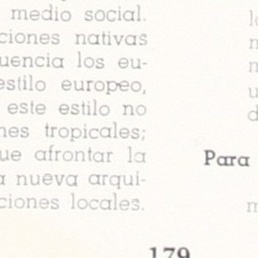 medio social.
ciones nativas
uencia los eu-
estilo europeo,
este estilo no
nes tropicales;
ue afrontar la
a nueva arqui-
ciones locales.
Para
179